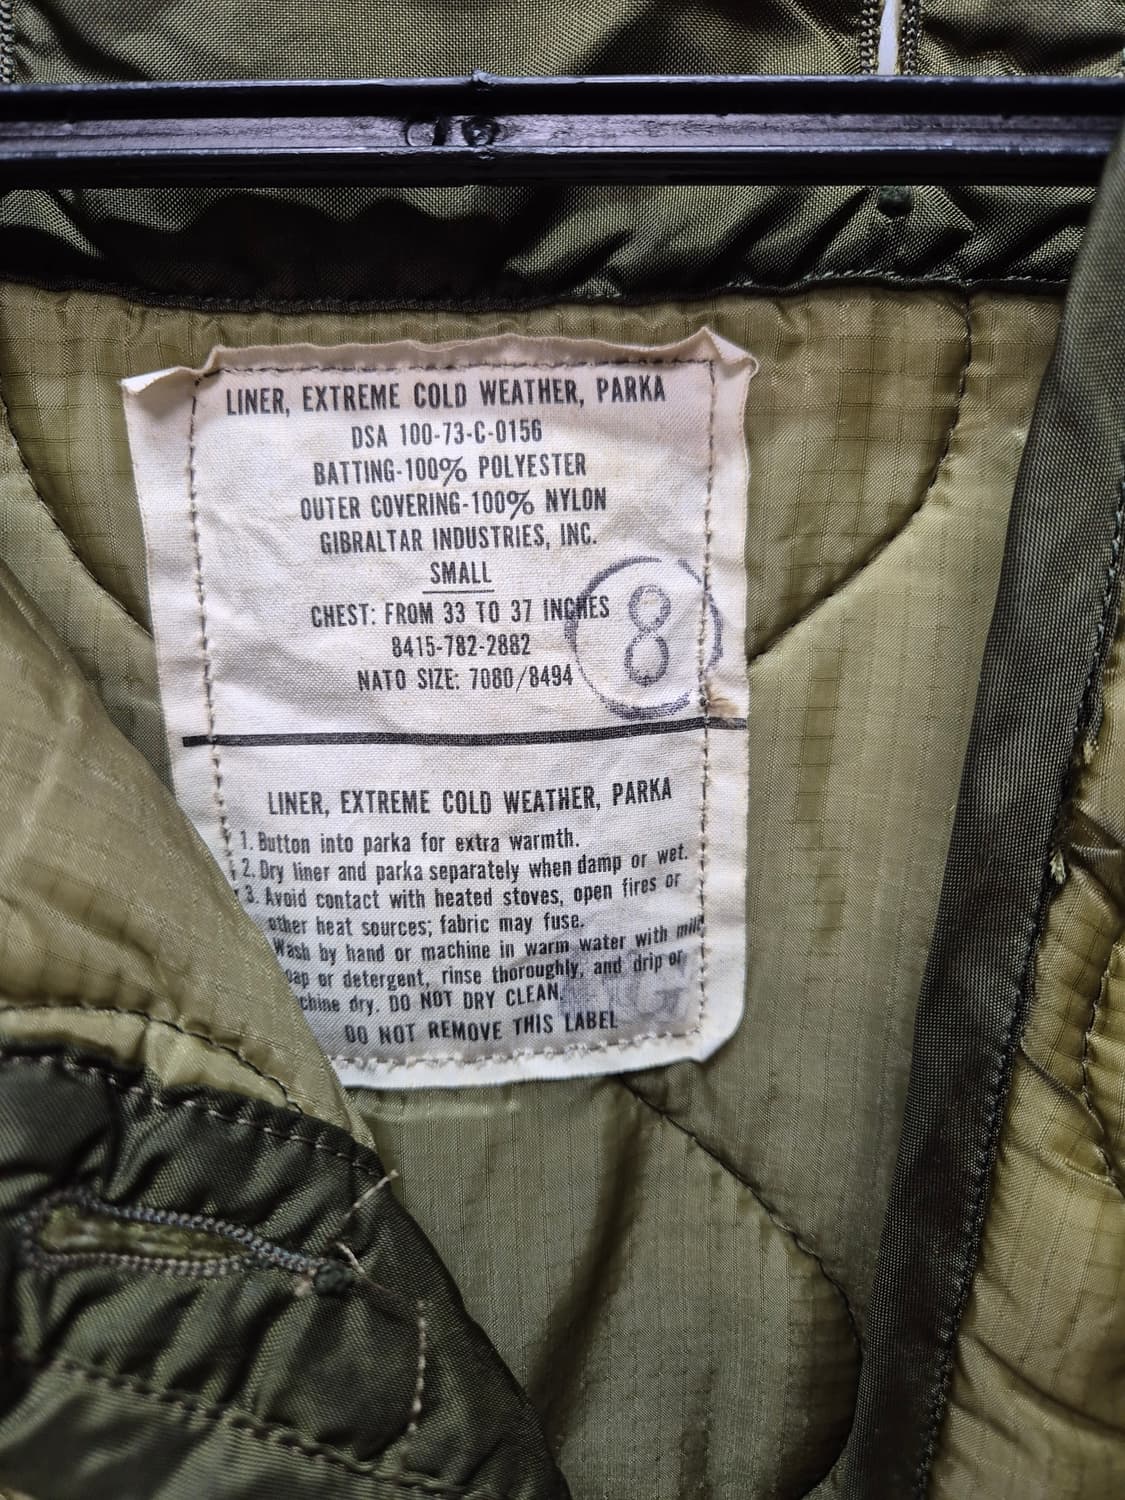 LINER, EXTREME COLD WEATHER, PARKA
DSA 100-73-C-0156
BATTING-100% POLYESTER
OUTER COVERING-100% NYLON
GIBRALTAR INDUSTRIES, INC.
SMALL
CHEST: FROM 33 TO 37 INCHES
8
8415-782-2882
NATO SIZE: 7080/8494
LINER, EXTREME COLD WEATHER, PARKA
1. Button into parka for extra warmth.
2. Dry liner and parka separately when damp or wet.
3. Avoid contact with heated stoves, open fires or
other heat sources; fabric may fuse.
Wash by hand or machine in warm water with mild
oap or detergent, rinse thoroughly, and drip or
chine dry. DO NOT DRY CLEAN.
DO NOT REMOVE THIS LABEL